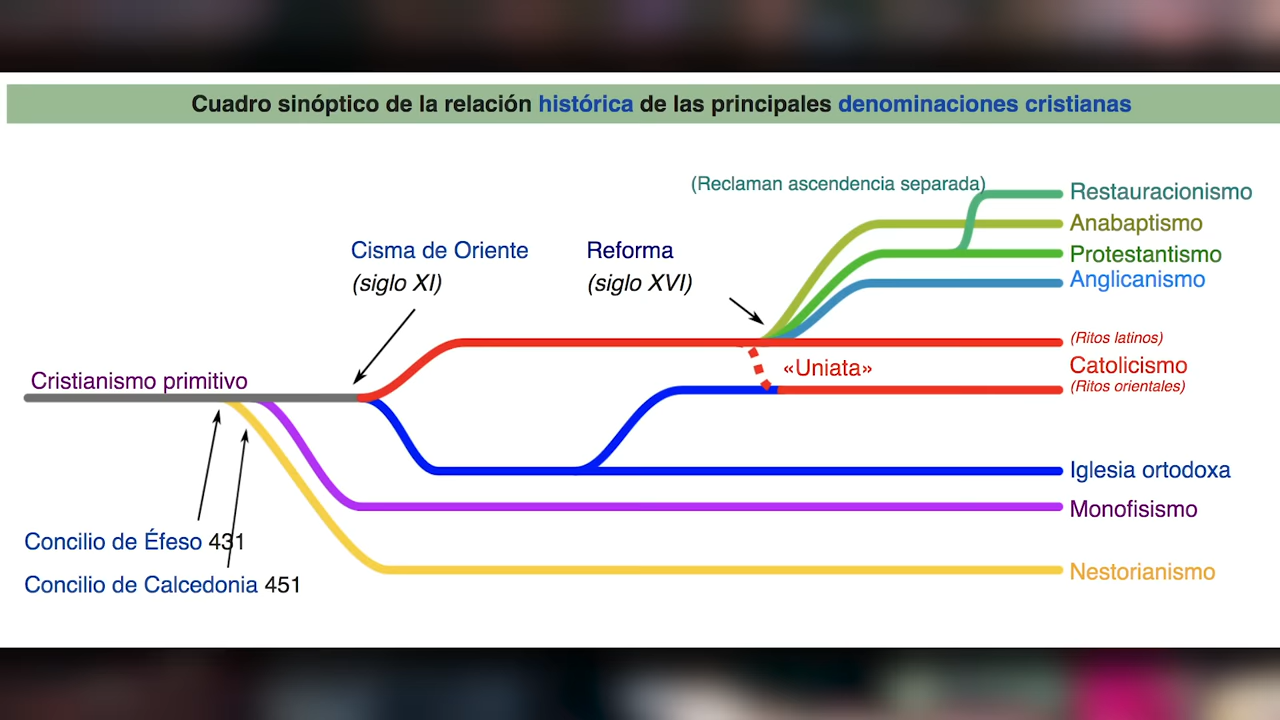 Cuadro sinóptico de la relación histórica de las principales denominaciones cristianas
(Reclaman ascendencia separada)
Restauracionismo
Anabaptismo
Protestantismo
Anglicanismo
Cisma de Oriente
(siglo XI)
Reforma
(siglo XVI)
(Ritos latinos)
«Uniata»
Catolicismo
(Ritos orientales)
Cristianismo primitivo
Iglesia ortodoxa
Monofisismo
Concilio de Éfeso 431
Concilio de Calcedonia 451
Nestorianismo